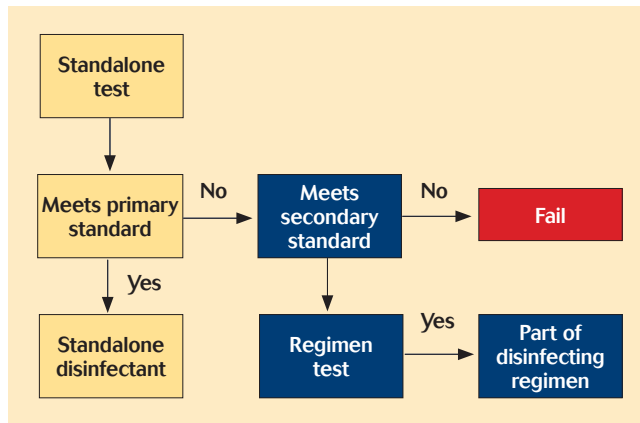 Standalone
test
Meets primary
standard
No
Meets
secondary
standard
No
Fail
Yes
Standalone
disinfectant
Regimen
test
Yes
Part of
disinfecting
regimen